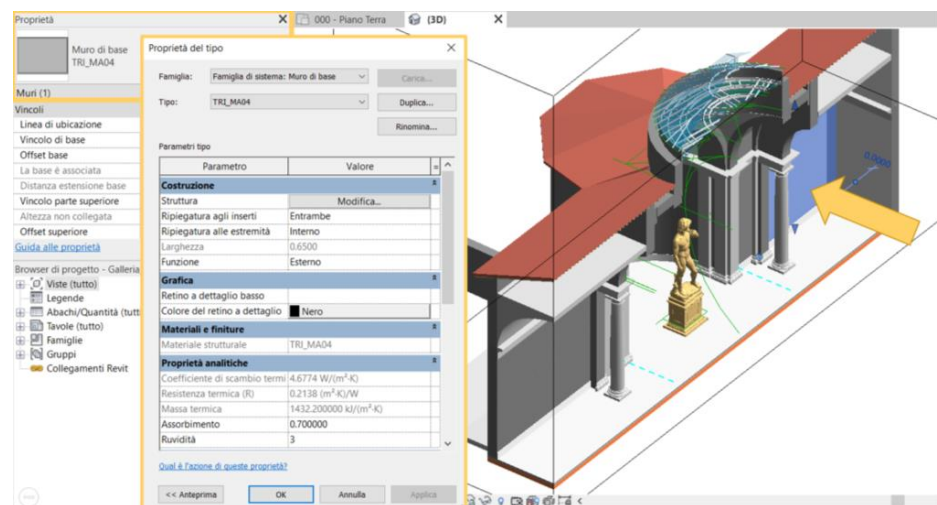 Proprietà
000 - Piano Terra
{3D}
Muro di base
TRI_MA04
Muri (1)
Vincoli
Linea di ubicazione
Vincolo di base
Offset base
La base è associata
Distanza estensione base
Vincolo parte superiore
Altezza non collegata
Offset superiore
Guida alle proprietà
Browser di progetto - Galleria
Viste (tutto)
Legende
Abachi/Quantità (tutt
Tavole (tutto)
Famiglie
Gruppi
Collegamenti Revit
Proprietà del tipo
Famiglia: Famiglia di sistema: Muro di base Carica...
Tipo: TRI_MA04 Duplica...
Rinomina...
Parametri tipo
Parametro Valore =
Costruzione
Struttura Modifica...
Ripiegatura agli inserti Entrambe
Ripiegatura alle estremità Interno
Larghezza 0.6500
Funzione Esterno
Grafica
Retino a dettaglio basso
Colore del retino a dettaglio Nero
Materiali e finiture
Materiale strutturale TRI_MA04
Proprietà analitiche
Coefficiente di scambio termi 4.6774 W/(m²·K)
Resistenza termica (R) 0.2138 (m²·K)/W
Massa termica 1432.200000 kJ/(m²·K)
Assorbimento 0.700000
Ruvidità 3
Qual è l'azione di queste proprietà?
<< Anteprima OK Annulla Applica
0.0000